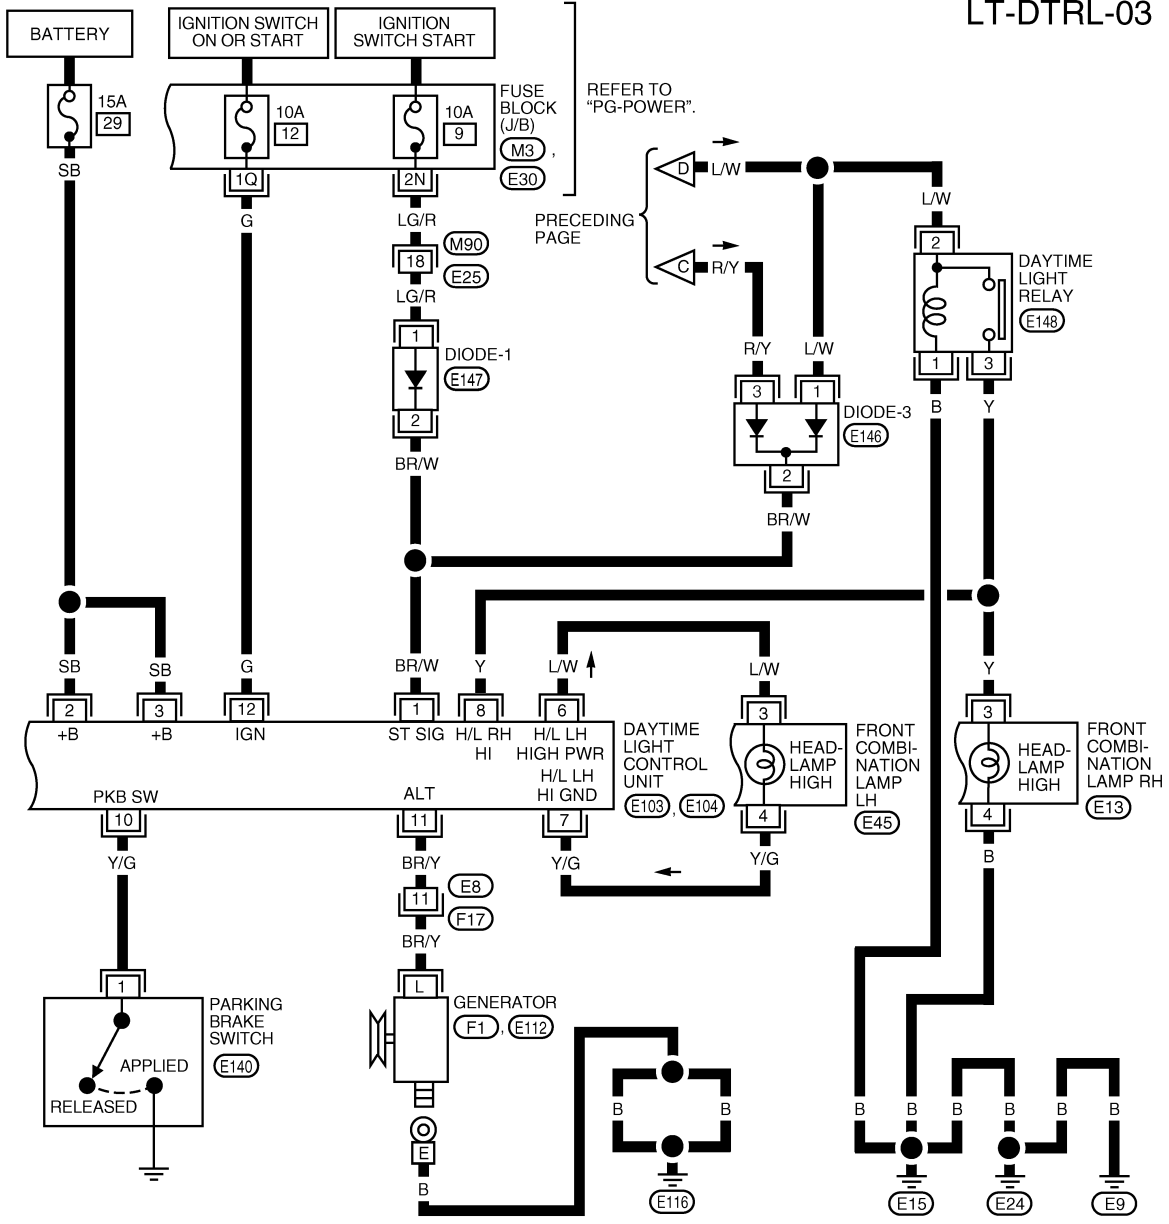 LT-DTRL-03
BATTERY
IGNITION SWITCH
ON OR START
IGNITION
SWITCH START
15A
29
10A
12
10A
9
FUSE
BLOCK
(J/B)
M3 ,
E30
REFER TO
“PG-POWER”.
SB
1Q
2N
G
LG/R
18
M90
E25
LG/R
1
DIODE-1
E147
2
BR/W
PRECEDING
PAGE
D
L/W
C
R/Y
L/W
2
DAYTIME
LIGHT
RELAY
E148
1
3
B
Y
R/Y
L/W
3
1
DIODE-3
E146
2
BR/W
SB
SB
G
BR/W
Y
L/W
L/W
Y
2
3
12
1
8
6
3
3
+B
+B
IGN
ST SIG
H/L RH
HI
H/L LH
HIGH PWR
H/L LH
HI GND
PKB SW
ALT
DAYTIME
LIGHT
CONTROL
UNIT
E103 , E104
HEAD-
LAMP
HIGH
FRONT
COMBI-
NATION
LAMP
LH
E45
HEAD-
LAMP
HIGH
FRONT
COMBI-
NATION
LAMP RH
E13
10
11
7
4
4
Y/G
BR/Y
Y/G
Y/G
B
11
E8
F17
BR/Y
1
L
PARKING
BRAKE
SWITCH
E140
APPLIED
RELEASED
GENERATOR
F1 , E112
E
B
B
B
E116
B
B
B
B
B
B
E15
E24
E9